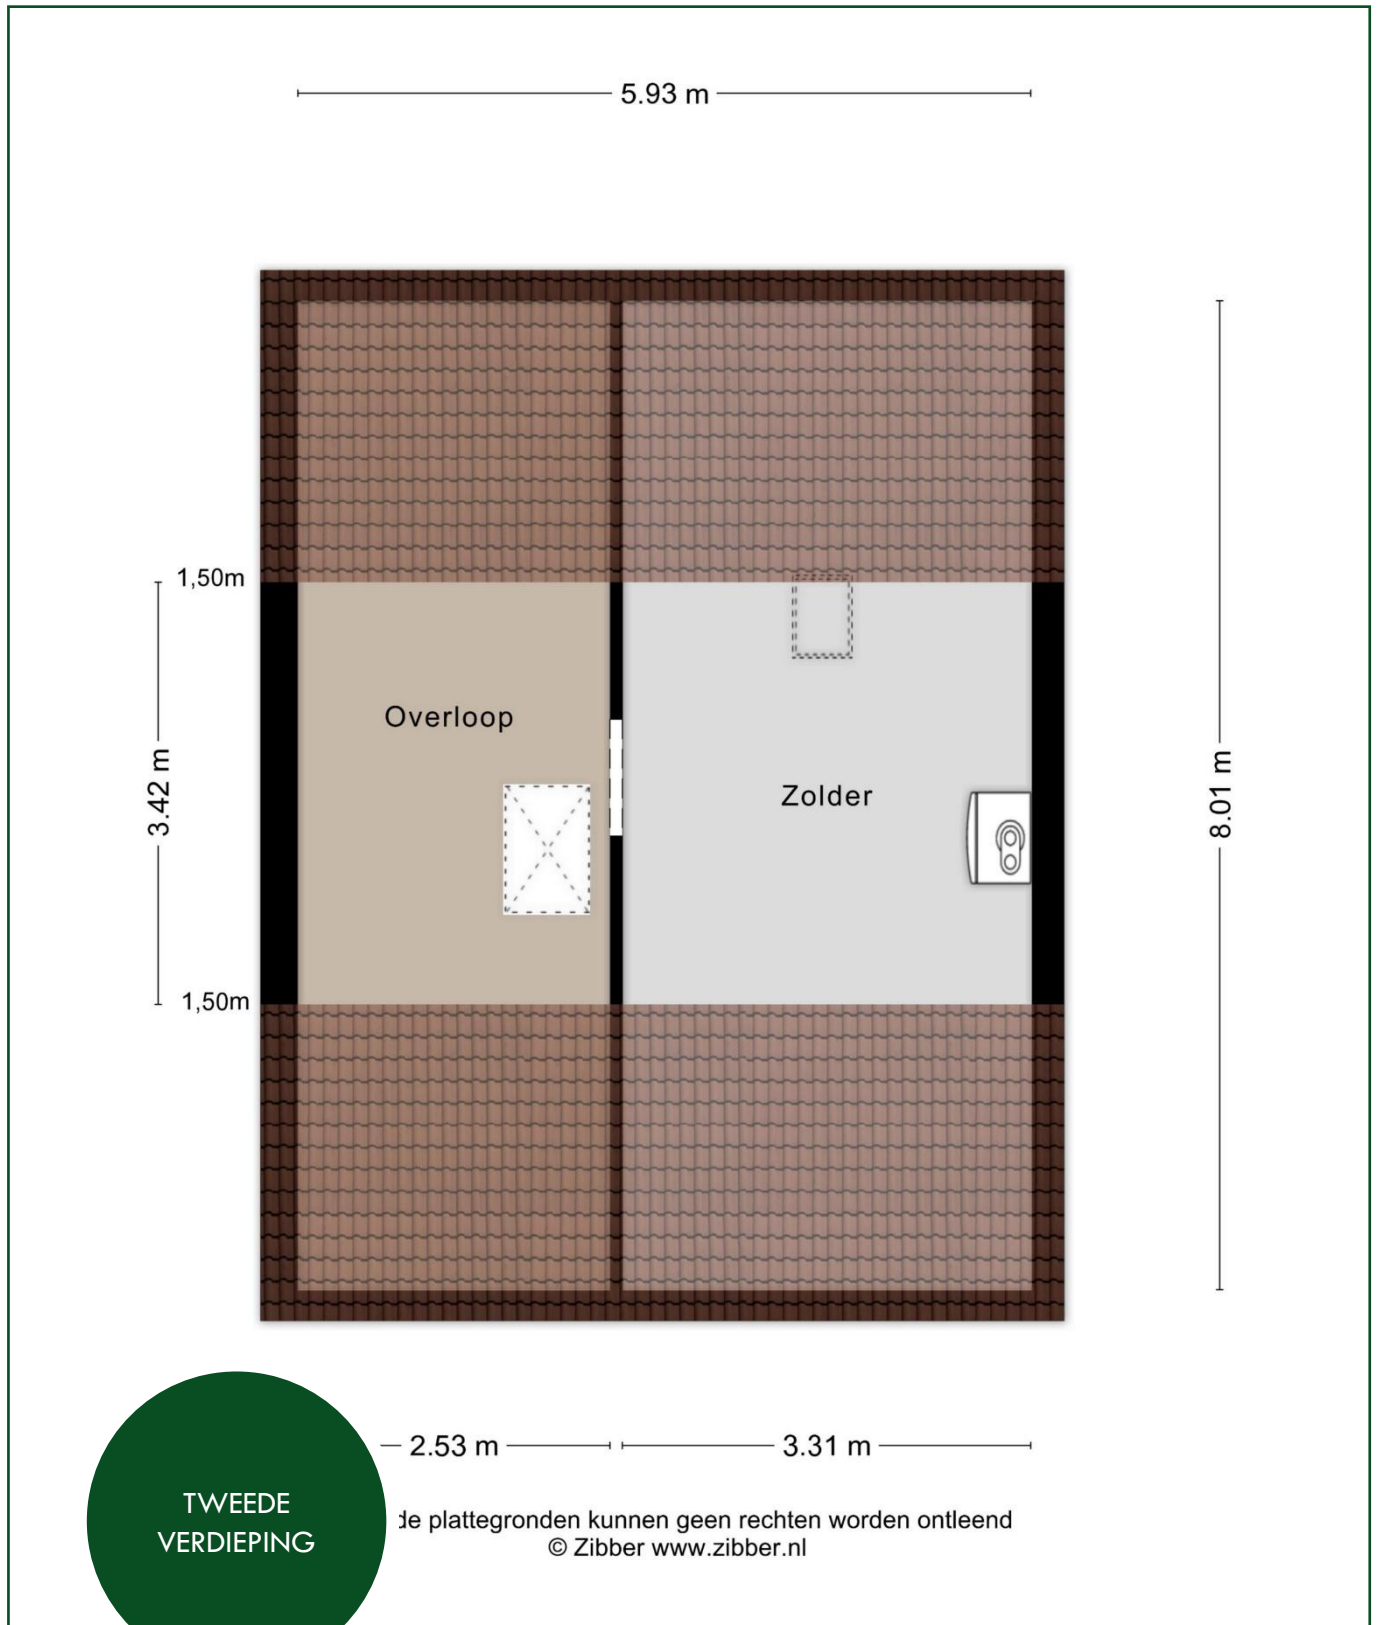 5.93 m
1,50m
Overloop
3.42 m
Zolder
8.01 m
1,50m
2.53 m
3.31 m
TWEEDE
VERDIEPING
de plattegronden kunnen geen rechten worden ontleend
© Zibber www.zibber.nl